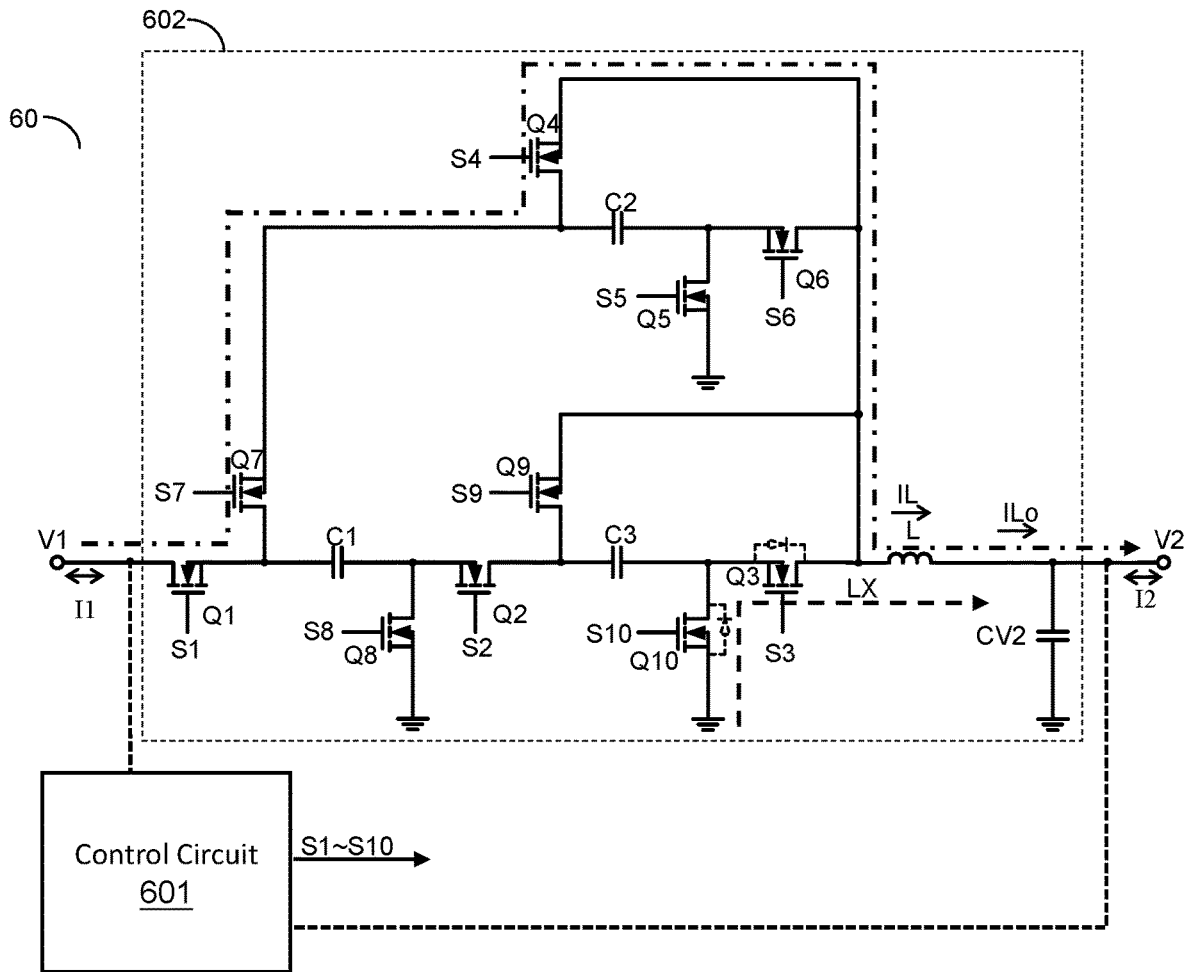 602
60
Q4
S4
C2
S5
Q5
Q6
S6
Q7
S7
Q9
S9
IL
L
ILo
V1
I1
C1
C3
Q3
LX
V2
I2
Q1
S1
S8
Q8
Q2
S2
S10
Q10
S3
CV2
Control Circuit
601
S1~S10